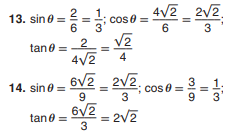 13. sin θ = 2/6 = 1/3; cos θ = 4√2/6 = 2√2/3;
tan θ = 2/4√2 = √2/4
14. sin θ = 6√2/9 = 2√2/3; cos θ = 3/9 = 1/3;
tan θ = 6√2/3 = 2√2